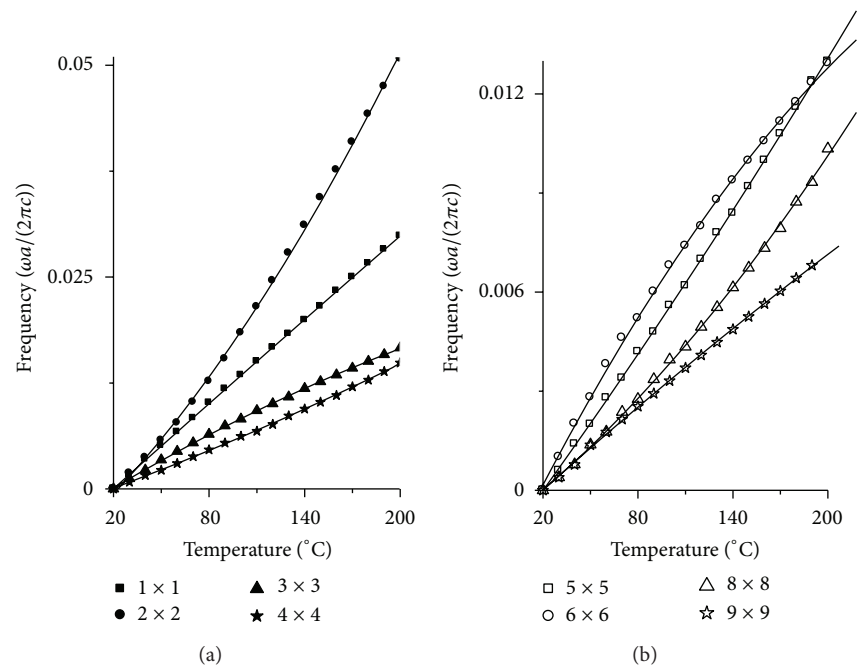 0.05
0.025
0
Frequency (ωa/(2πc))
20 80 140 200
Temperature (°C)
1 × 1 3 × 3
2 × 2 4 × 4
(a)
0.012
0.006
0
Frequency (ωa/(2πc))
20 80 140 200
Temperature (°C)
5 × 5 8 × 8
6 × 6 9 × 9
(b)